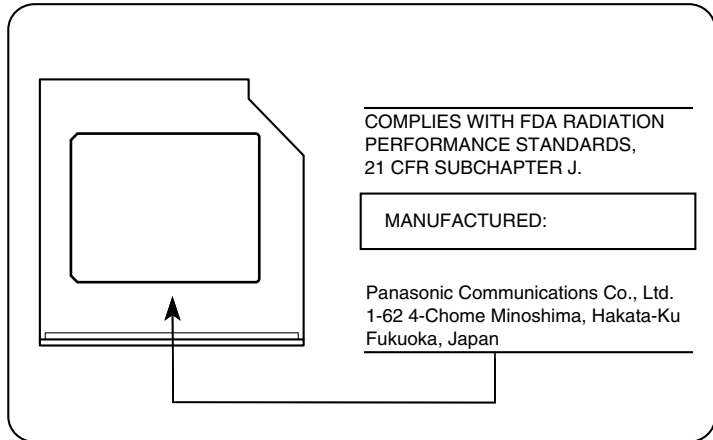 COMPLIES WITH FDA RADIATION
PERFORMANCE STANDARDS,
21 CFR SUBCHAPTER J.
MANUFACTURED:
Panasonic Communications Co., Ltd.
1-62 4-Chome Minoshima, Hakata-Ku
Fukuoka, Japan